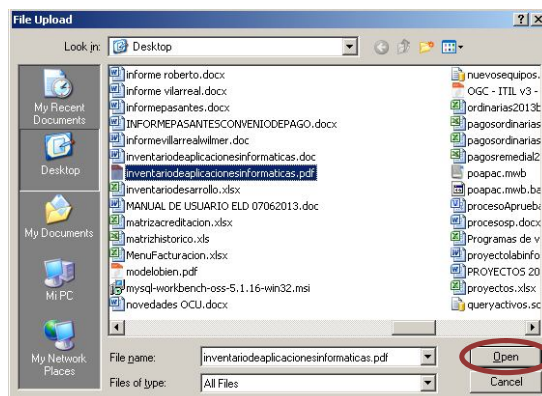 File Upload
Look in: Desktop
My Recent Documents
Desktop
My Documents
Mi PC
My Network Places
informe roberto.docx
informe vilarreal.docx
informepasantes.docx
INFORMEPASANTESCONVENIODEPAGO.docx
informevillarrealwilmer.doc
inventariodeaplicacionesinformaticas.doc
inventariodeaplicacionesinformaticas.pdf
inventariodesarrollo.xlsx
MANUAL DE USUARIO ELD 07062013.doc
matrizacreditacion.xlsx
matrizhistorico.xls
MenuFacturacion.xlsx
modelobien.pdf
mysql-workbench-oss-5.1.16-win32.msi
novedades OCU.docx
nuevosequipos.
OGC - ITIL v3 -
ordinarias2013b
pagosordinarias
pagosordinarias
pagosremedial2
poapac.mwb
poapac.mwb.ba
procesoAprueba
procesosp.docx
Programas de v
proyectolabinfo
PROYECTOS 20
proyectos.xlsx
queryactivos.sc
File name: inventariodeaplicacionesinformaticas.pdf Open
Files of type: All Files Cancel